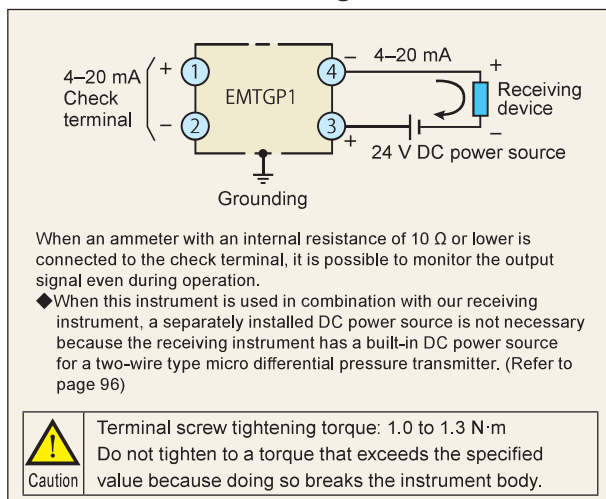 4–20 mA
Check
terminal
+
–
1
2
EMTGP1
4
3
–
+
4–20 mA
+
–
Receiving
device
24 V DC power source
Grounding
When an ammeter with an internal resistance of 10 Ω or lower is
connected to the check terminal, it is possible to monitor the output
signal even during operation.
◆When this instrument is used in combination with our receiving
instrument, a separately installed DC power source is not necessary
because the receiving instrument has a built-in DC power source
for a two-wire type micro differential pressure transmitter. (Refer to
page 96)
!
Caution
Terminal screw tightening torque: 1.0 to 1.3 N·m
Do not tighten to a torque that exceeds the specified
value because doing so breaks the instrument body.